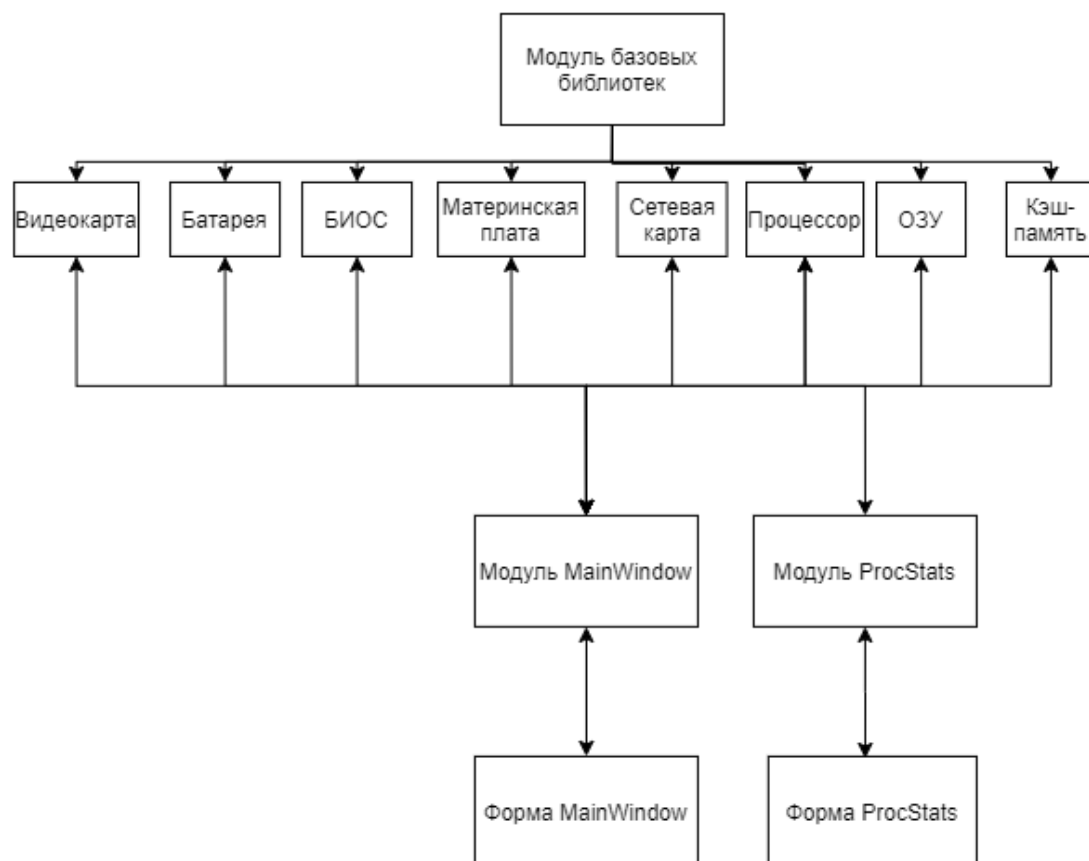 Модуль базовых
библиотек
Видеокарта
Батарея
БИОС
Материнская
плата
Сетевая
карта
Процессор
ОЗУ
Кэш-
память
Модуль MainWindow
Модуль ProcStats
Форма MainWindow
Форма ProcStats